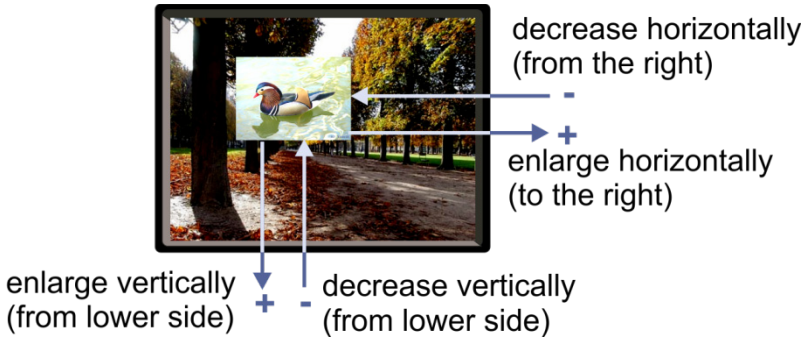 decrease horizontally
(from the right)
-
+
enlarge horizontally
(to the right)
enlarge vertically
(from lower side)
+ -
decrease vertically
(from lower side)